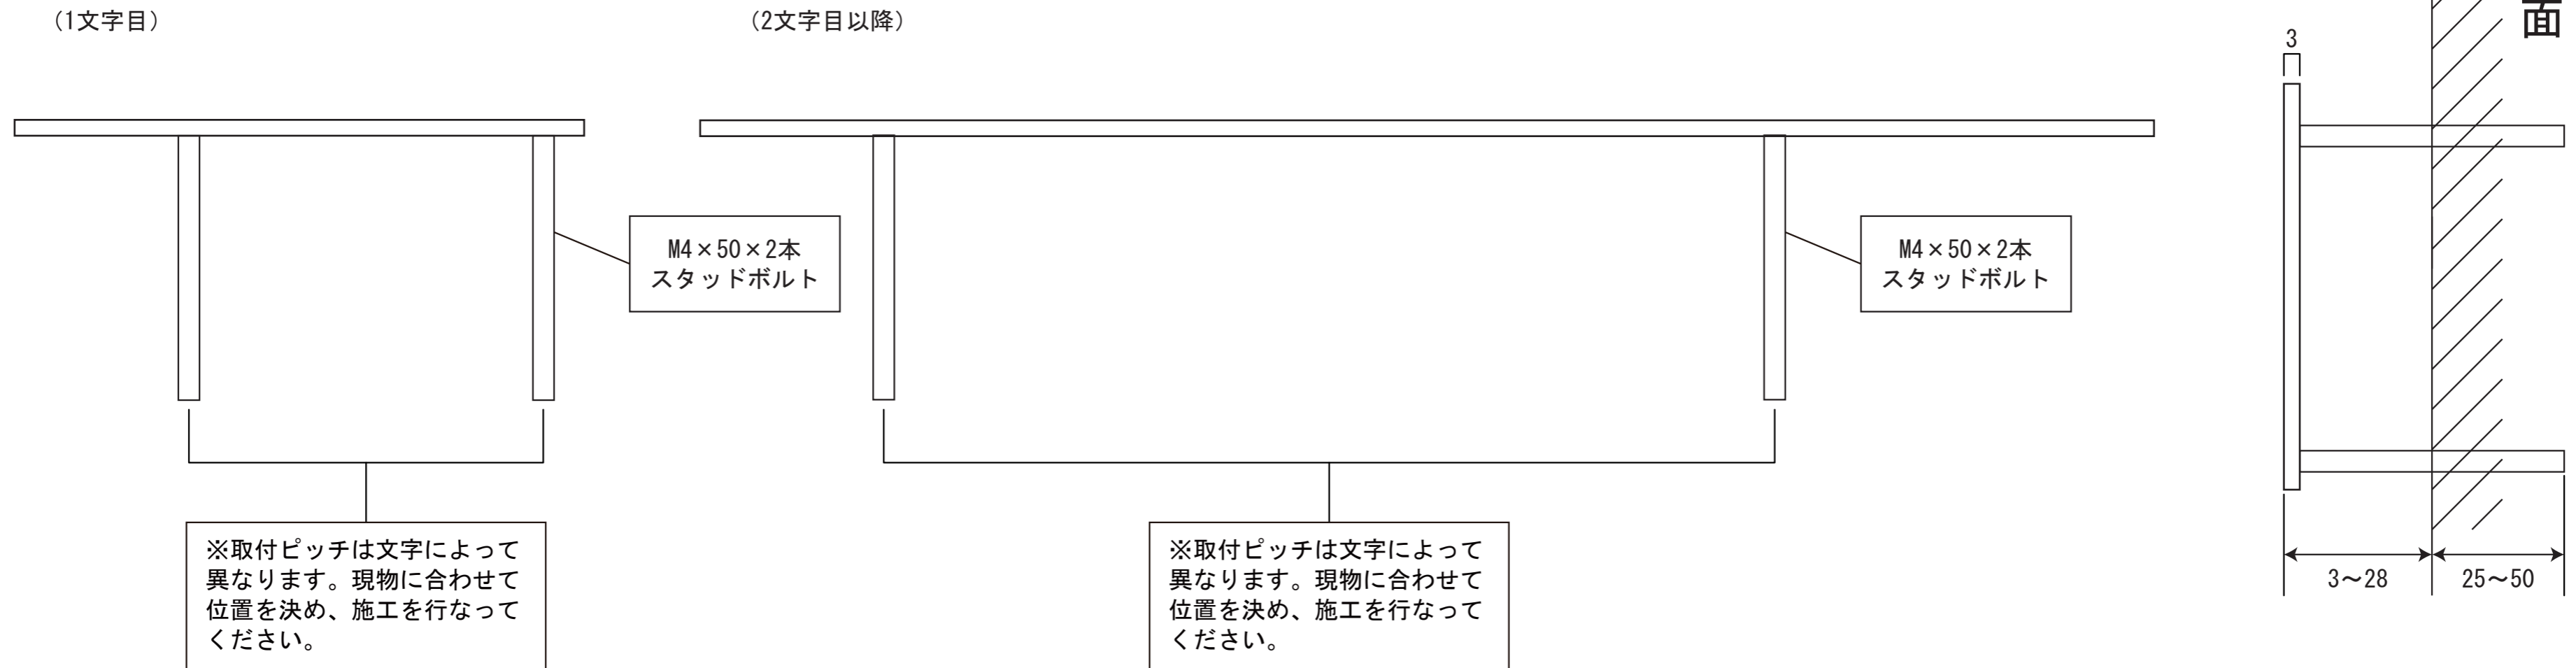 (1文字目)
(2文字目以降)
面
3
M4×50×2本
スタッドボルト
M4×50×2本
スタッドボルト
※取付ピッチは文字によって
異なります。現物に合わせて
位置を決め、施工を行なって
ください。
※取付ピッチは文字によって
異なります。現物に合わせて
位置を決め、施工を行なって
ください。
3～28
25～50